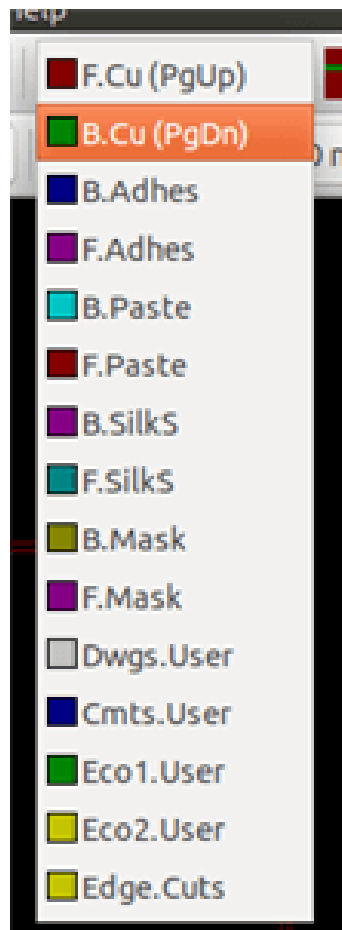 help
F.Cu (PgUp)
B.Cu (PgDn)
B.Adhes
F.Adhes
B.Paste
F.Paste
B.SilkS
F.SilkS
B.Mask
F.Mask
Dwgs.User
Cmts.User
Eco1.User
Eco2.User
Edge.Cuts